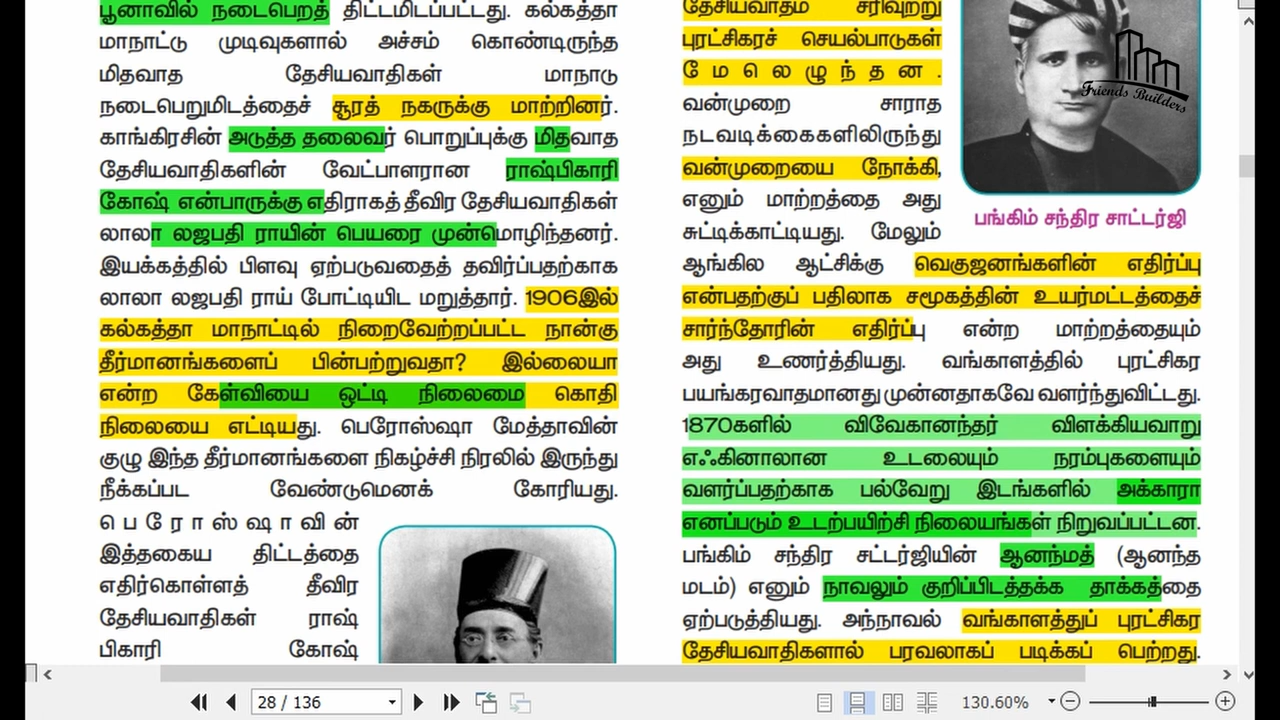 பூனாவில் நடைபெறத் திட்டமிடப்பட்டது. கல்கத்தா
மாநாட்டு முடிவுகளால் அச்சம் கொண்டிருந்த
மிதவாத தேசியவாதிகள் மாநாடு
நடைபெறுமிடத்தைச் சூரத் நகருக்கு மாற்றினர்.
காங்கிரசின் அடுத்த தலைவர் பொறுப்புக்கு மிதவாத
தேசியவாதிகளின் வேட்பாளரான ராஷ்பிகாரி
கோஷ் என்பாருக்கு எதிராகத் தீவிர தேசியவாதிகள்
லாலா லஜபதி ராயின் பெயரை முன்மொழிந்தனர்.
இயக்கத்தில் பிளவு ஏற்படுவதைத் தவிர்ப்பதற்காக
லாலா லஜபதி ராய் போட்டியிட மறுத்தார். 1906இல்
கல்கத்தா மாநாட்டில் நிறைவேற்றப்பட்ட நான்கு
தீர்மானங்களைப் பின்பற்றுவதா? இல்லையா
என்ற கேள்வியை ஒட்டி நிலைமை கொதி
நிலையை எட்டியது. பெரோஸ்ஷா மேத்தாவின்
குழு இந்த தீர்மானங்களை நிகழ்ச்சி நிரலில் இருந்து
நீக்கப்பட வேண்டுமெனக் கோரியது.
பெரோஸ்ஷாவின்
இத்தகைய திட்டத்தை
எதிர்கொள்ளத் தீவிர
தேசியவாதிகள் ராஷ்
பிகாரி கோஷ்
தேசியவாதம் சரிவுற்று
புரட்சிகரச் செயல்பாடுகள்
மேலெழுந்தன.
வன்முறை சாராத
நடவடிக்கைகளிலிருந்து
வன்முறையை நோக்கி,
எனும் மாற்றத்தை அது
சுட்டிக்காட்டியது. மேலும்
ஆங்கில ஆட்சிக்கு வெகுஜனங்களின் எதிர்ப்பு
என்பதற்குப் பதிலாக சமூகத்தின் உயர்மட்டத்தைச்
சார்ந்தோரின் எதிர்ப்பு என்ற மாற்றத்தையும்
அது உணர்த்தியது. வங்காளத்தில் புரட்சிகர
பயங்கரவாதமானது முன்னதாகவே வளர்ந்துவிட்டது.
1870களில் விவேகானந்தர் விளக்கியவாறு
எஃகினாலான உடலையும் நரம்புகளையும்
வளர்ப்பதற்காக பல்வேறு இடங்களில் அக்காரா
எனப்படும் உடற்பயிற்சி நிலையங்கள் நிறுவப்பட்டன.
பங்கிம் சந்திர சட்டர்ஜியின் ஆனந்மத் (ஆனந்த
மடம்) எனும் நாவலும் குறிப்பிடத்தக்க தாக்கத்தை
ஏற்படுத்தியது. அந்நாவல் வங்காளத்துப் புரட்சிகர
தேசியவாதிகளால் பரவலாகப் படிக்கப் பெற்றது.
Friends Builders
பங்கிம் சந்திர சாட்டர்ஜி
28 / 136
130.60%